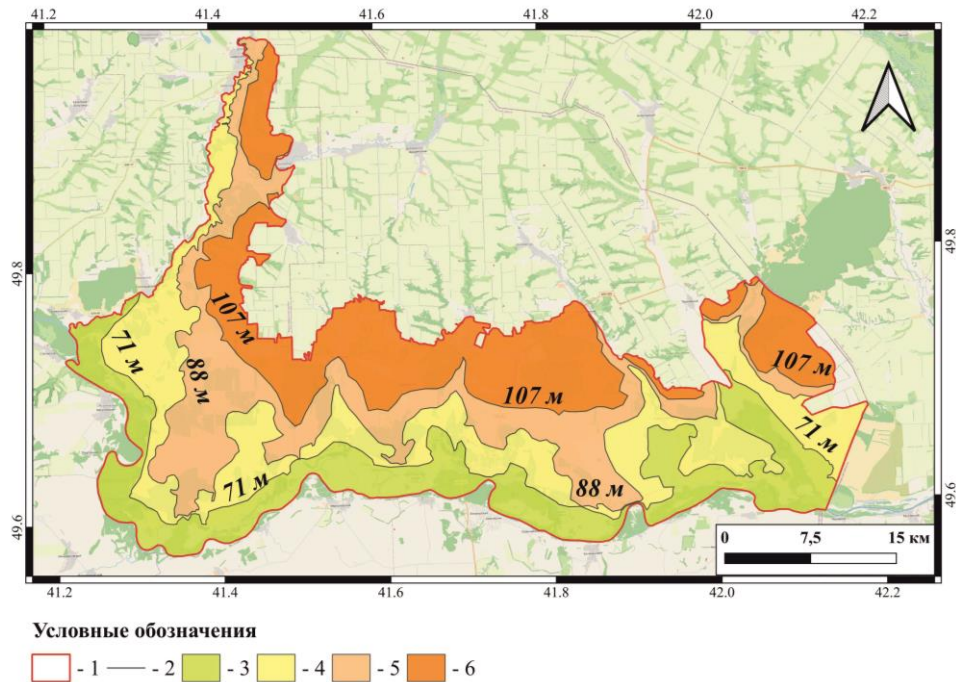 41.2 41.4 41.6 41.8 42.0 42.2
49.8 49.8
107 м
71 м
88 м
107 м
107 м
71 м
71 м
88 м
49.6 49.6
0 7,5 15 км
41.2 41.4 41.6 41.8 42.0 42.2
Условные обозначения
- 1 - 2 - 3 - 4 - 5 - 6